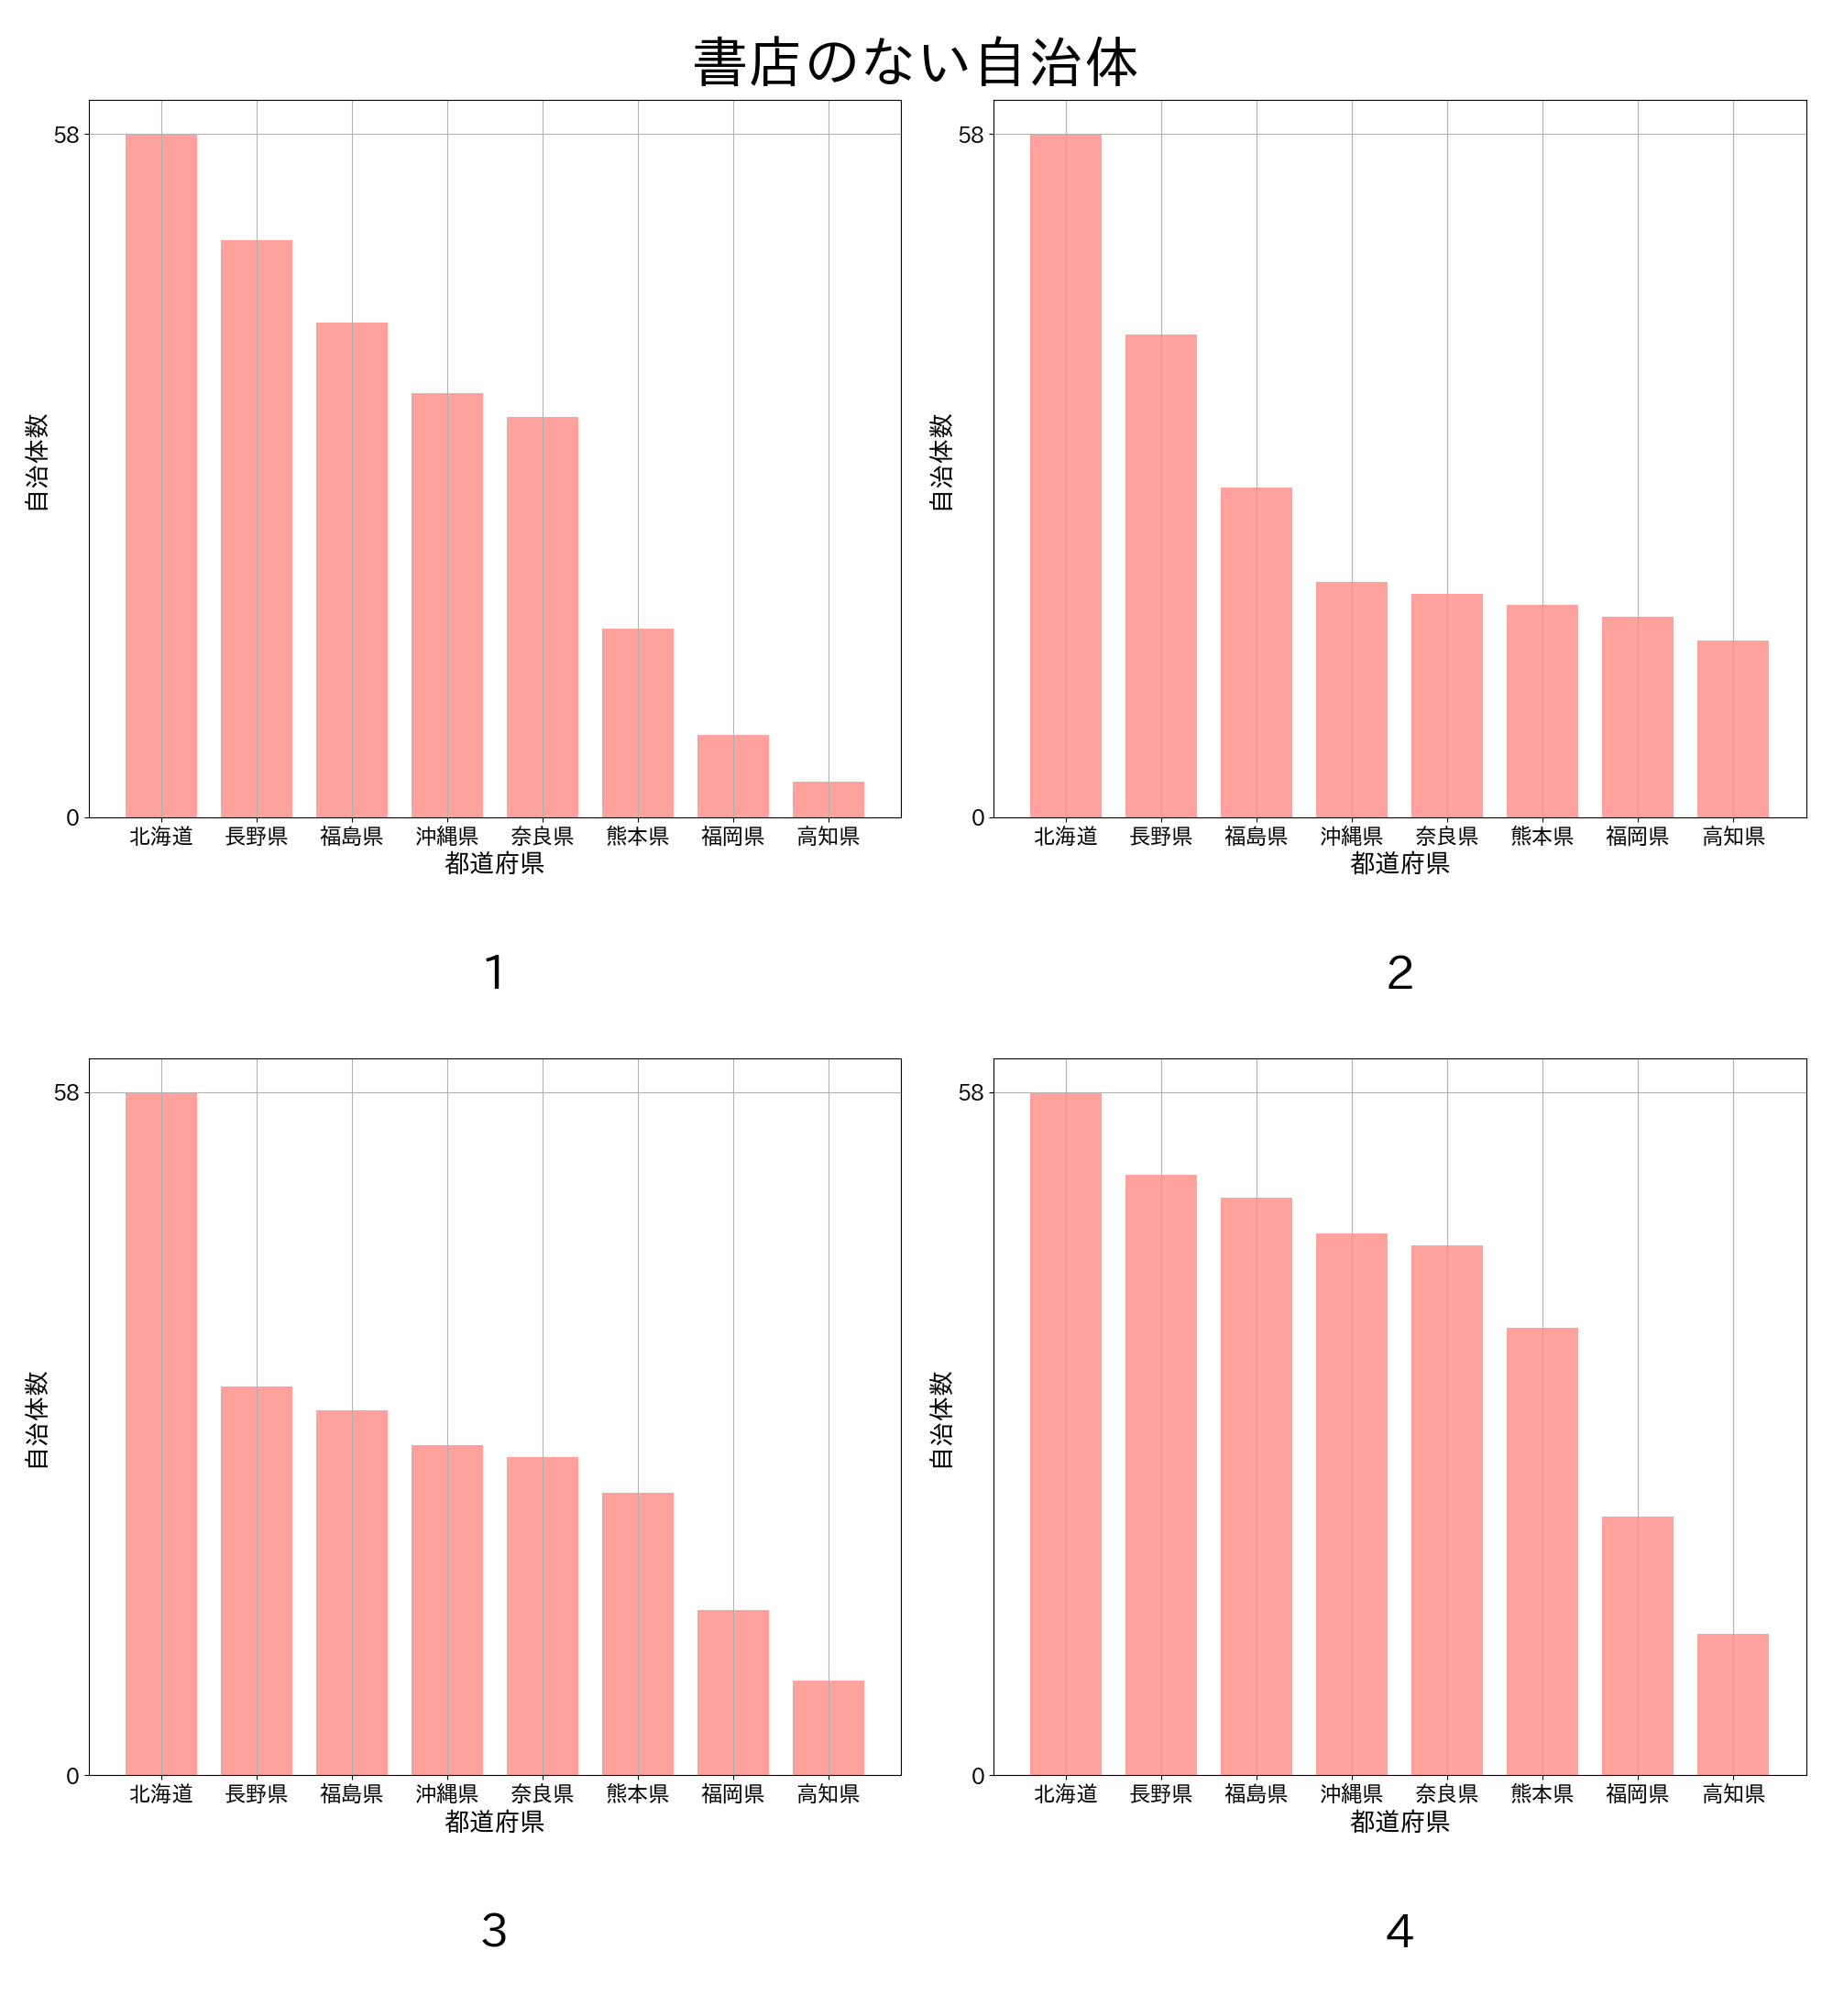 書店のない自治体
58
0
自治体数
北海道 長野県 福島県 沖縄県 奈良県 熊本県 福岡県 高知県
都道府県
1
58
0
自治体数
北海道 長野県 福島県 沖縄県 奈良県 熊本県 福岡県 高知県
都道府県
2
58
0
自治体数
北海道 長野県 福島県 沖縄県 奈良県 熊本県 福岡県 高知県
都道府県
3
58
0
自治体数
北海道 長野県 福島県 沖縄県 奈良県 熊本県 福岡県 高知県
都道府県
4